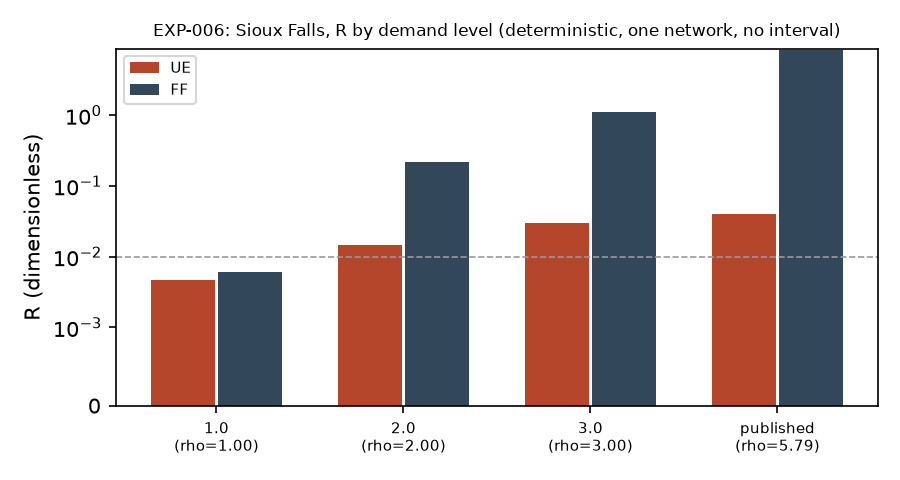 EXP-006: Sioux Falls, R by demand level (deterministic, one network, no interval)
UE
FF
R (dimensionless)
10⁰
10⁻¹
10⁻²
10⁻³
0
1.0
(rho=1.00)
2.0
(rho=2.00)
3.0
(rho=3.00)
published
(rho=5.79)